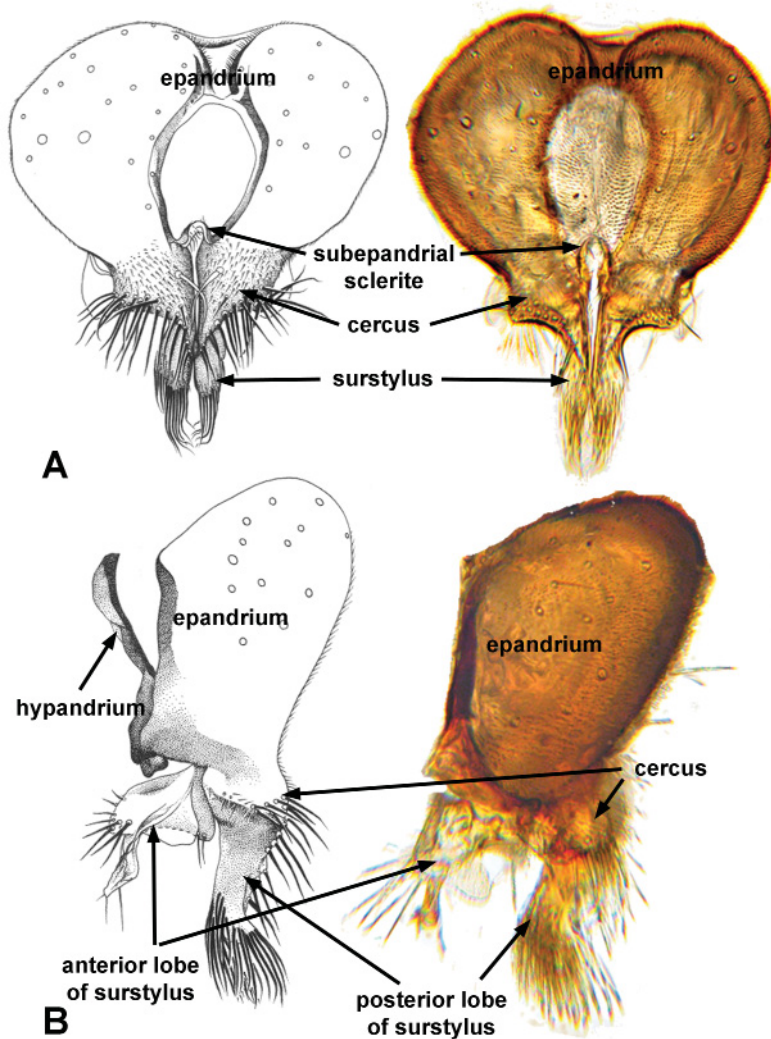 epandrium
epandrium
subepandrial
sclerite
cercus
surstylus
A
epandrium
epandrium
hypandrium
cercus
anterior lobe
of surstylus
posterior lobe
of surstylus
B